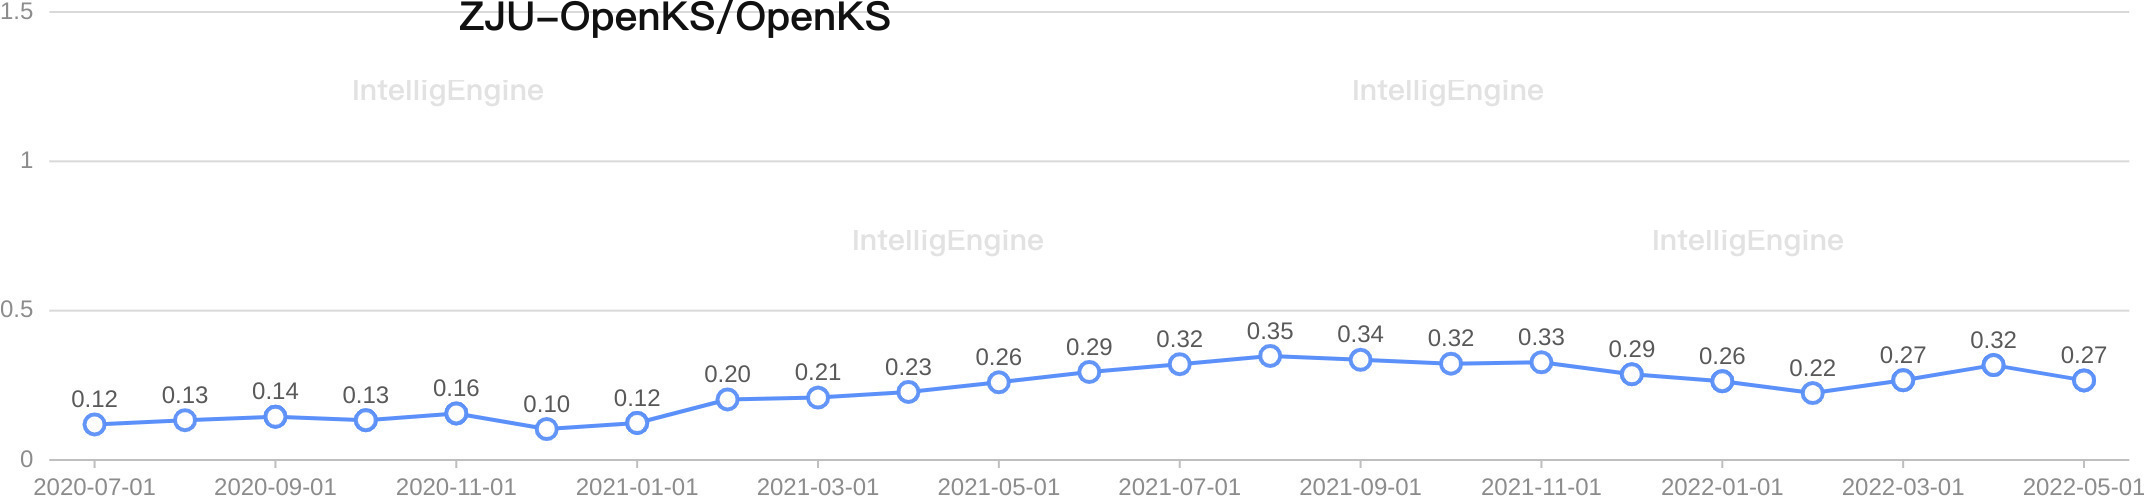 ZJU-OpenKS/OpenKS
1.5
IntelligEngine IntelligEngine
1
IntelligEngine IntelligEngine
0.5
0.12 0.13 0.14 0.13 0.16 0.10 0.12 0.20 0.21 0.23 0.26 0.29 0.32 0.35 0.34 0.32 0.33 0.29 0.26 0.22 0.27 0.32 0.27
0
2020-07-01 2020-09-01 2020-11-01 2021-01-01 2021-03-01 2021-05-01 2021-07-01 2021-09-01 2021-11-01 2022-01-01 2022-03-01 2022-05-01